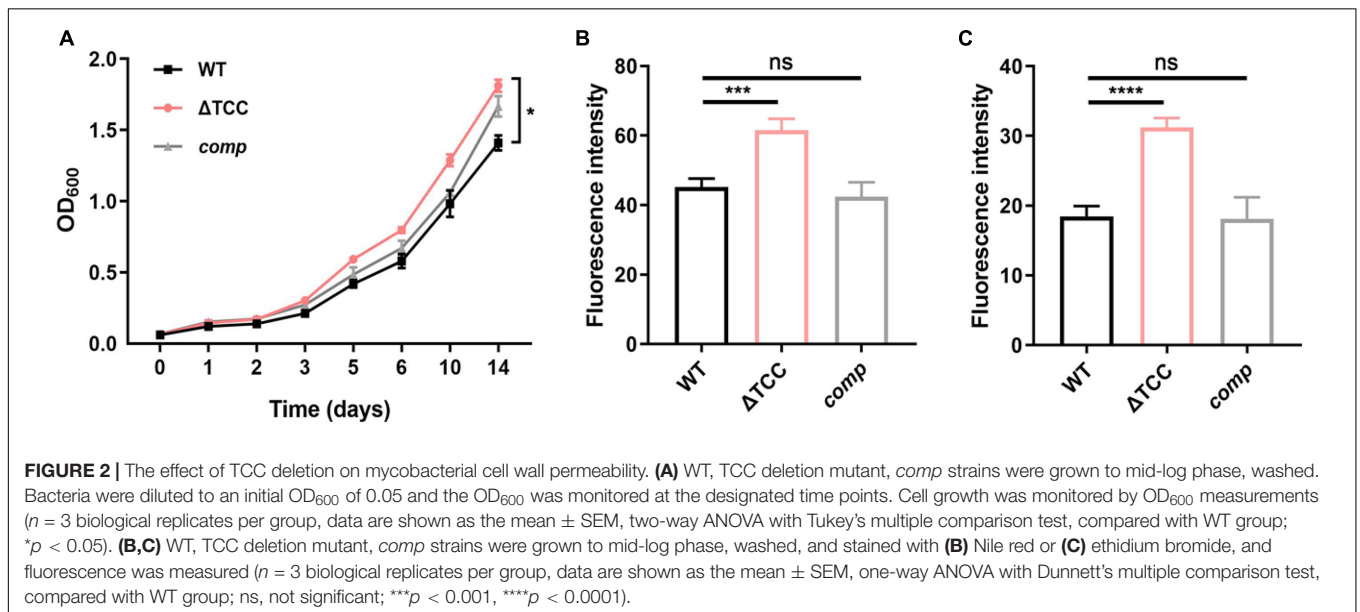 A
2.0
1.5
1.0
0.5
0.0
OD600
WT
ΔTCC
comp
*
0 1 2 3 5 6 10 14
Time (days)
B
80
60
40
20
0
Fluorescence intensity
ns
***
WT ΔTCC comp
C
40
30
20
10
0
Fluorescence intensity
ns
****
WT ΔTCC comp
FIGURE 2 | The effect of TCC deletion on mycobacterial cell wall permeability. (A) WT, TCC deletion mutant, comp strains were grown to mid-log phase, washed.
Bacteria were diluted to an initial OD600 of 0.05 and the OD600 was monitored at the designated time points. Cell growth was monitored by OD600 measurements
(n = 3 biological replicates per group, data are shown as the mean ± SEM, two-way ANOVA with Tukey's multiple comparison test, compared with WT group;
*p < 0.05). (B,C) WT, TCC deletion mutant, comp strains were grown to mid-log phase, washed, and stained with (B) Nile red or (C) ethidium bromide, and
fluorescence was measured (n = 3 biological replicates per group, data are shown as the mean ± SEM, one-way ANOVA with Dunnett's multiple comparison test,
compared with WT group; ns, not significant; ***p < 0.001, ****p < 0.0001).